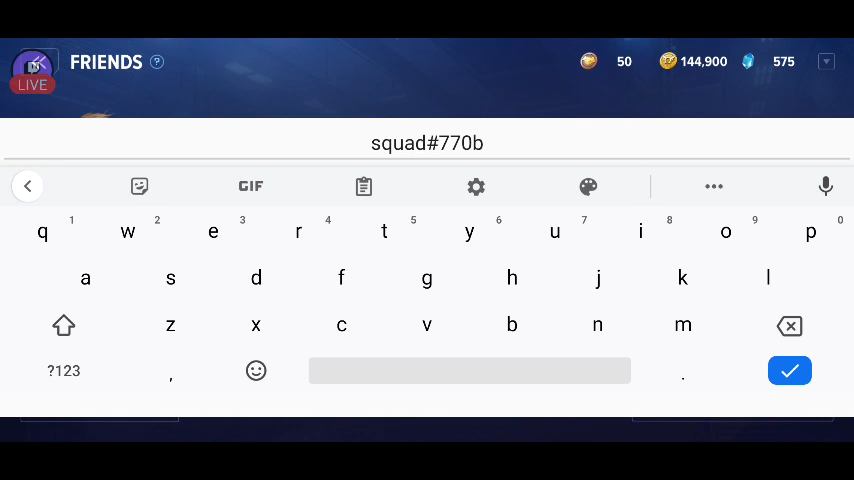 FRIENDS ?
50 144,900 575
LIVE
squad#770b
GIF
1 2 3 4 5 6 7 8 9 0
q w e r t y u i o p
a s d f g h j k l
z x c v b n m
?123 , .